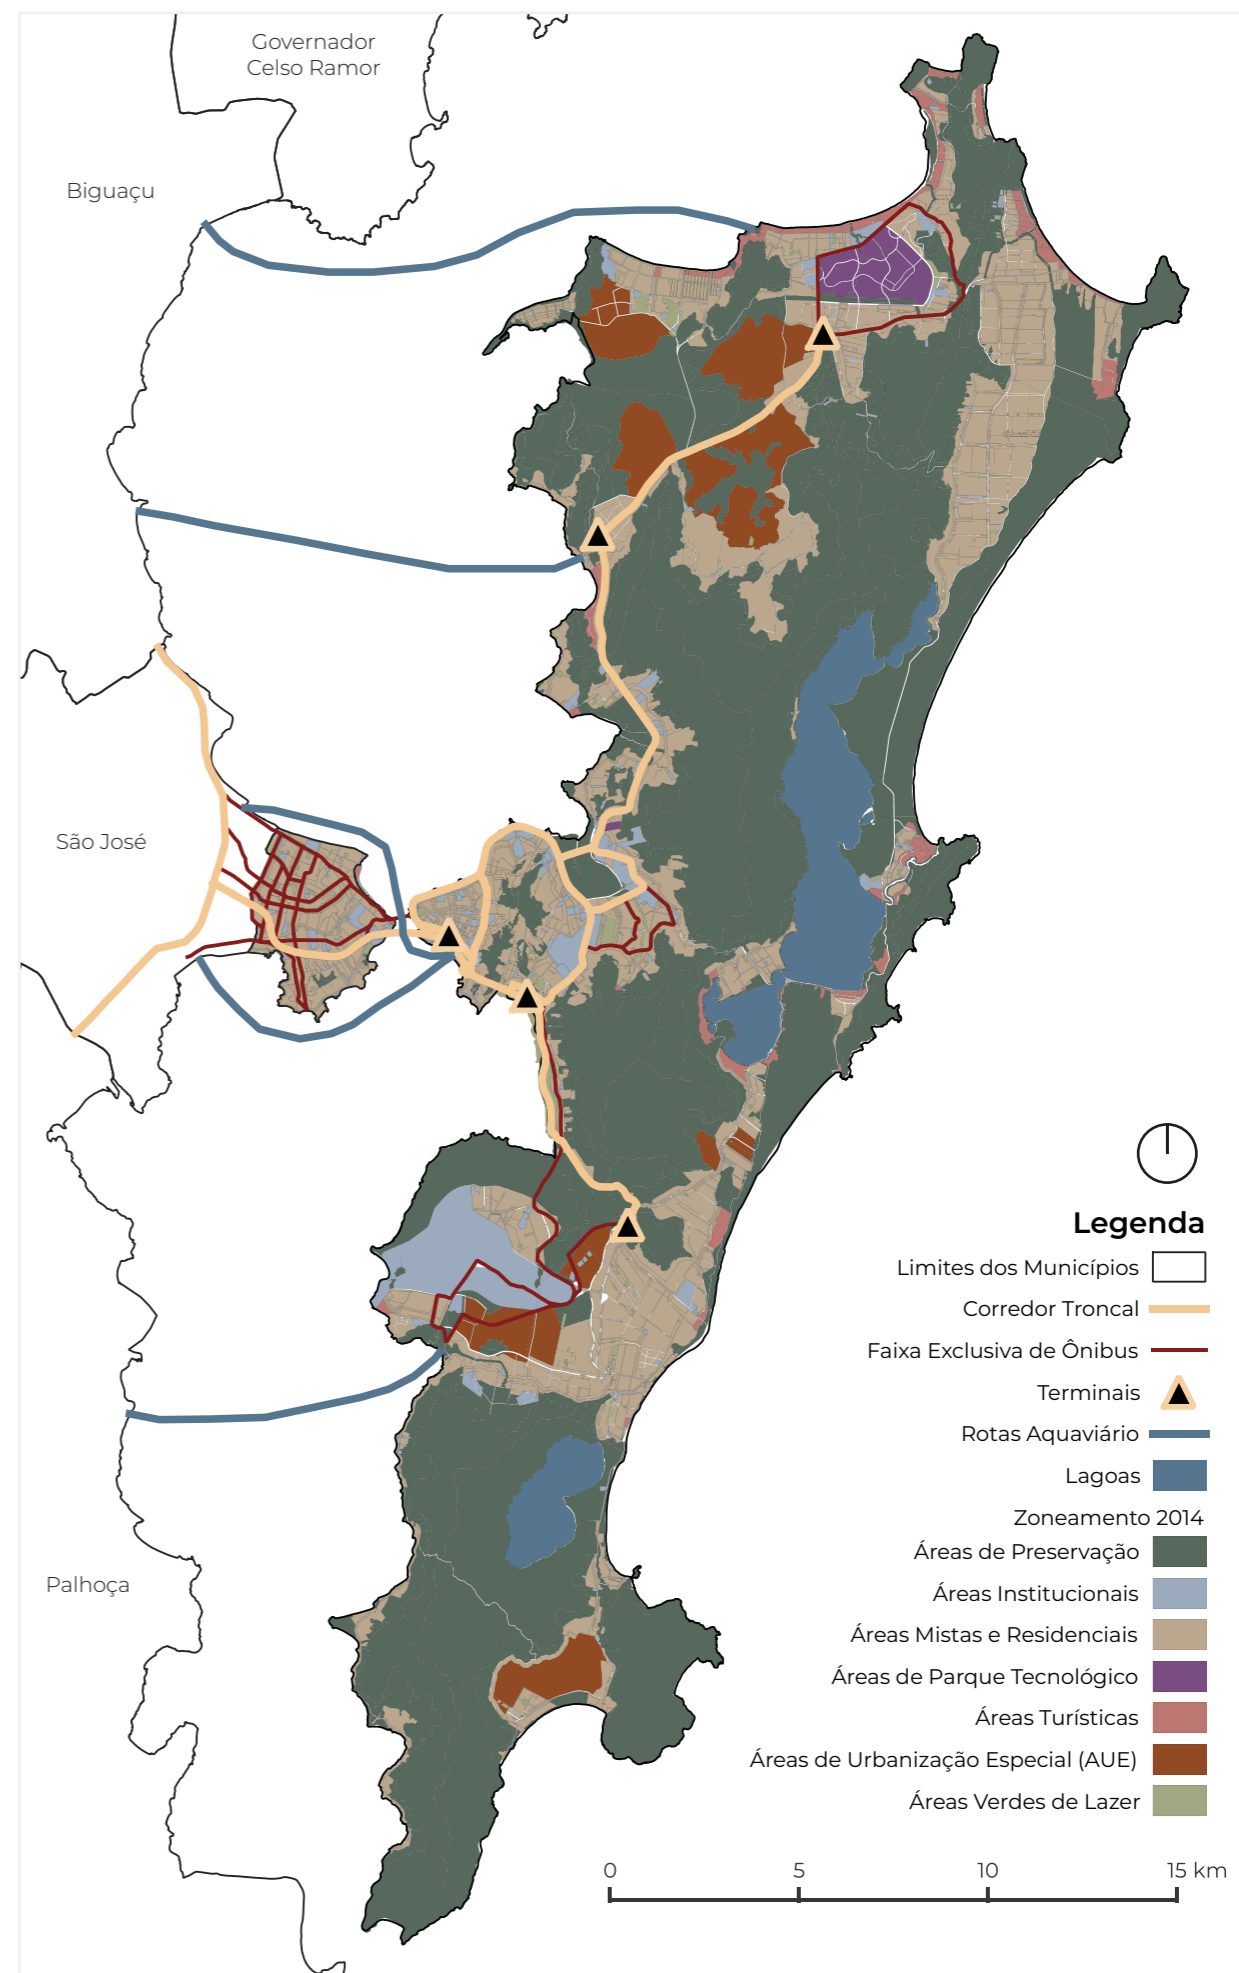 Governador
Celso Ramor
Biguaçu
São José
Palhoça
Legenda
Limites dos Municípios
Corredor Troncal
Faixa Exclusiva de Ônibus
Terminais
Rotas Aquaviário
Lagoas
Zoneamento 2014
Áreas de Preservação
Áreas Institucionais
Áreas Mistas e Residenciais
Áreas de Parque Tecnológico
Áreas Turísticas
Áreas de Urbanização Especial (AUE)
Áreas Verdes de Lazer
0 5 10 15 km